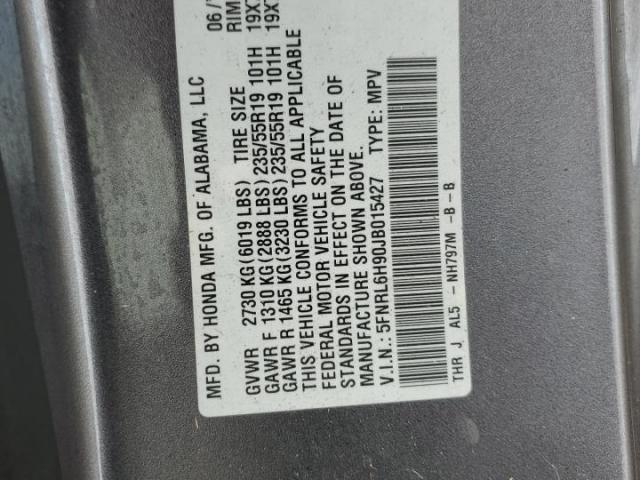 MFD. BY HONDA MFG. OF ALABAMA, LLC 06/
GVWR 2730 KG(6019 LBS) TIRE SIZE RIM
GAWR F 1310 KG(2888 LBS)235/55R19 101H 19X
GAWR R 1465 KG(3230 LBS)235/55R19 101H 19X
THIS VEHICLE CONFORMS TO ALL APPLICABLE
FEDERAL MOTOR VEHICLE SAFETY
STANDARDS IN EFFECT ON THE DATE OF
MANUFACTURE SHOWN ABOVE.
V.I.N.:5FNRL6H90JB015427 TYPE: MPV
THR J AL5 -NH797M -B-B